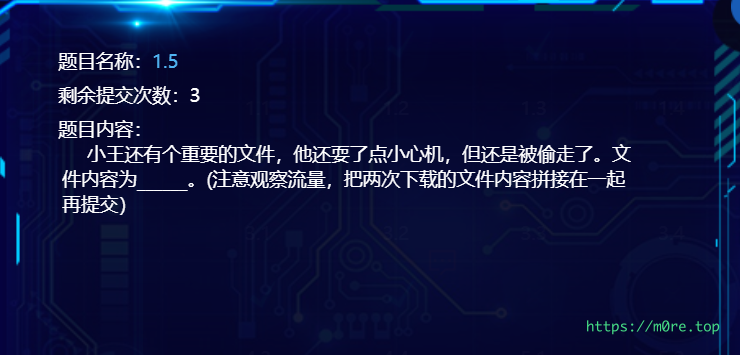 题目名称：1.5
剩余提交次数：3
题目内容：
小王还有个重要的文件，他还耍了点小心机，但还是被偷走了。文
件内容为_____。(注意观察流量，把两次下载的文件内容拼接在一起
再提交)
https://m0re.top